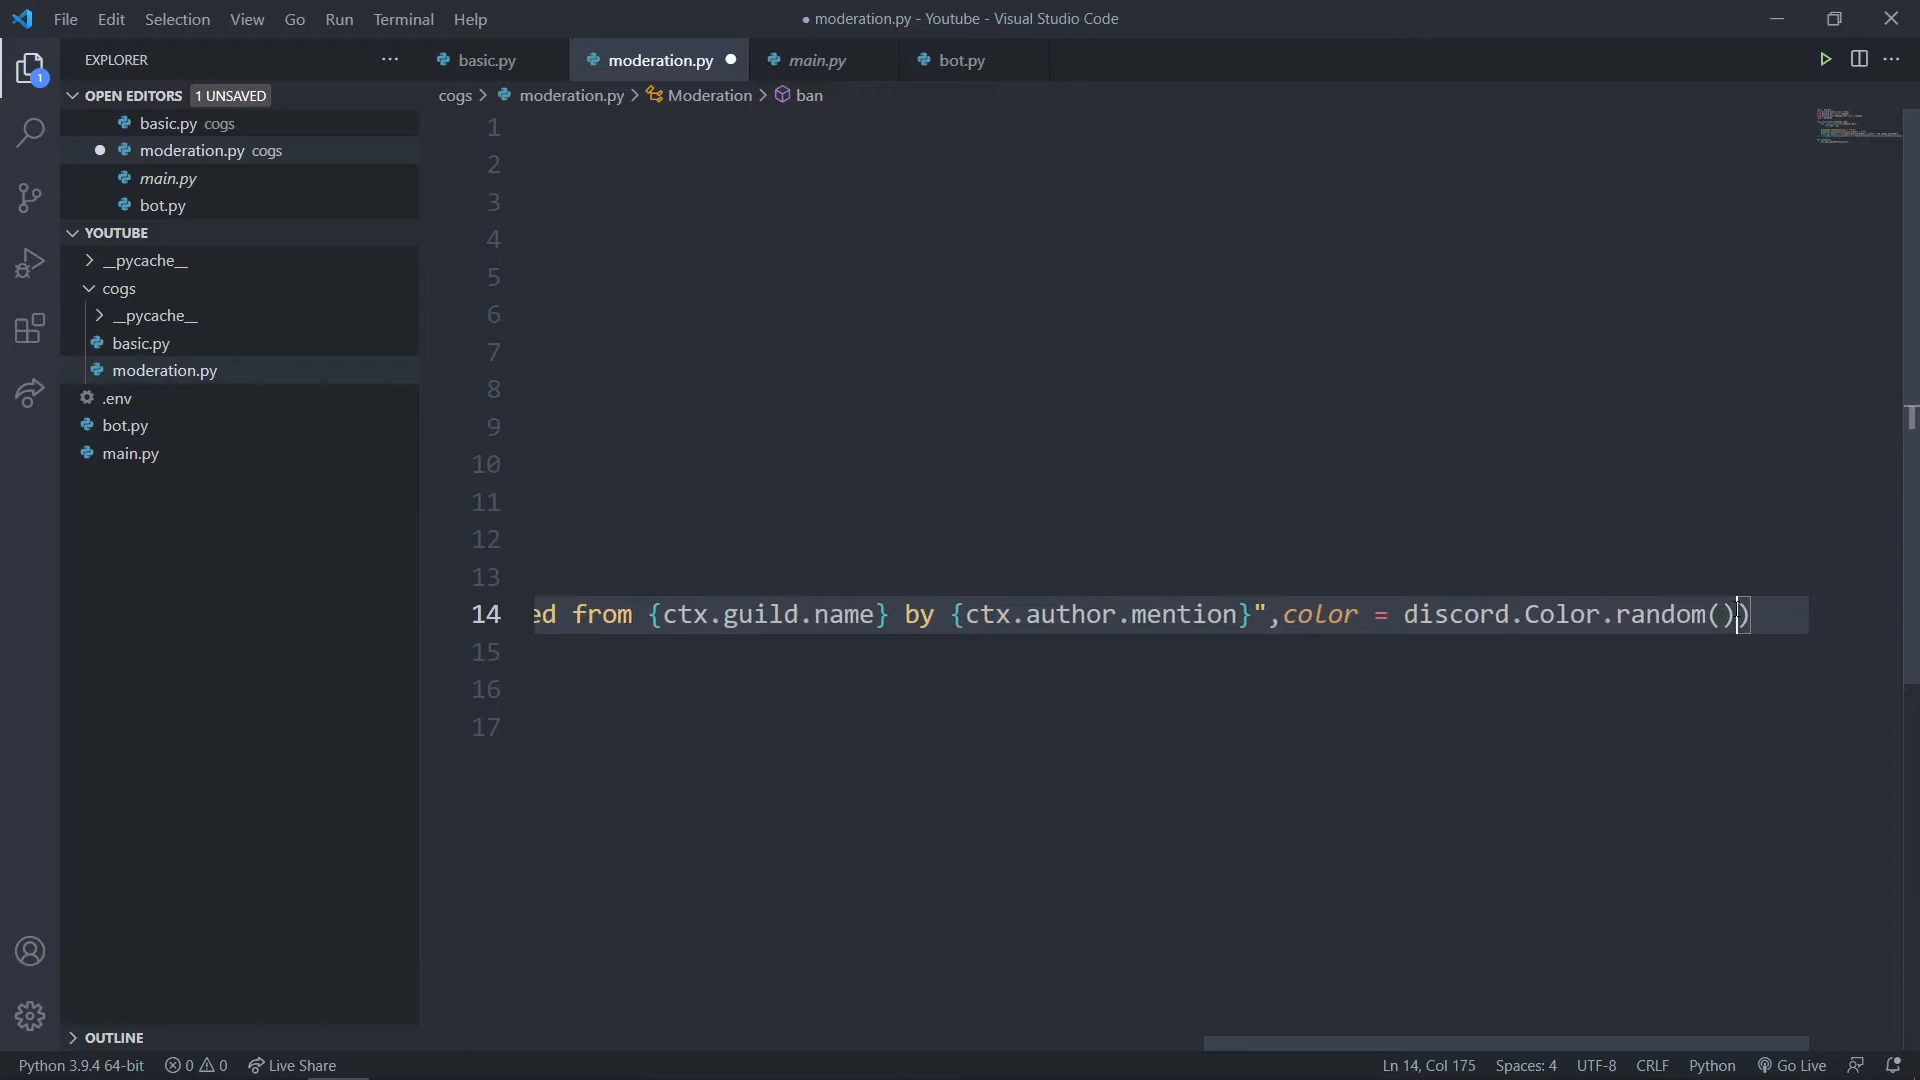 File Edit Selection View Go Run Terminal Help
● moderation.py - Youtube - Visual Studio Code
EXPLORER
basic.py
moderation.py
main.py
bot.py
OPEN EDITORS 1 UNSAVED
cogs > moderation.py > Moderation > ban
basic.py cogs
moderation.py cogs
main.py
bot.py
YOUTUBE
__pycache__
cogs
__pycache__
basic.py
moderation.py
.env
bot.py
main.py
1
2
3
4
5
6
7
8
9
10
11
12
13
14 ed from {ctx.guild.name} by {ctx.author.mention}",color = discord.Color.random())
15
16
17
1
OUTLINE
Python 3.9.4 64-bit 0 0 Live Share
Ln 14, Col 175 Spaces: 4 UTF-8 CRLF Python Go Live